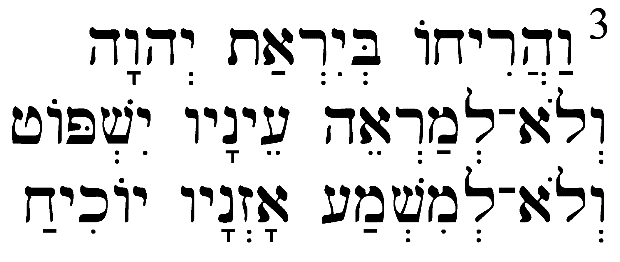 3 וַהֲרִיחוֹ בְּיִרְאַת יְהוָה
וְלֹא־לְמַרְאֵה עֵינָיו יִשְׁפּוֹט
וְלֹא־לְמִשְׁמַע אָזְנָיו יוֹכִיחַ